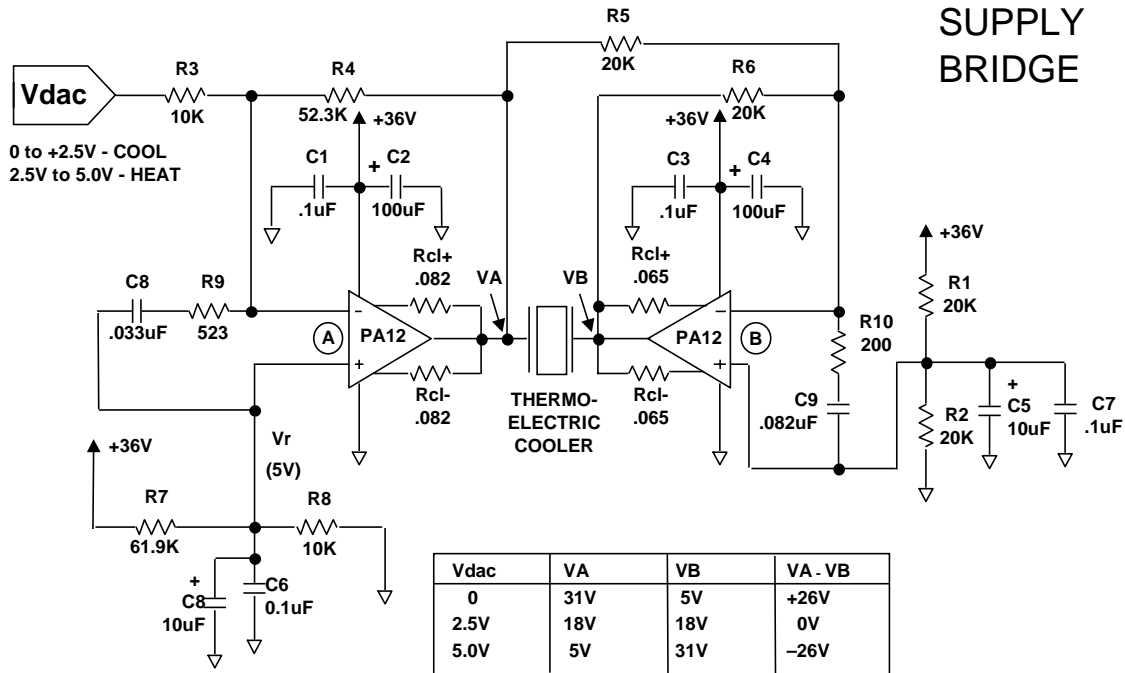 SUPPLY
BRIDGE
R5
20K
Vdac
R3
10K
R4
52.3K
R6
20K
+36V
+36V
0 to +2.5V - COOL
2.5V to 5.0V - HEAT
C1
.1uF
+
C2
100uF
C3
.1uF
+
C4
100uF
+36V
Rcl+
.082
VA
VB
Rcl+
.065
R1
20K
C8
.033uF
R9
523
–
A
PA12
+
–
PA12
B
+
R10
200
Rcl-
.082
THERMO-
ELECTRIC
COOLER
Rcl-
.065
C9
.082uF
R2
20K
+
C5
10uF
C7
.1uF
Vr
(5V)
+36V
R7
61.9K
R8
10K
+
C8
10uF
C6
0.1uF
Vdac VA VB VA - VB
0 31V 5V +26V
2.5V 18V 18V 0V
5.0V 5V 31V –26V